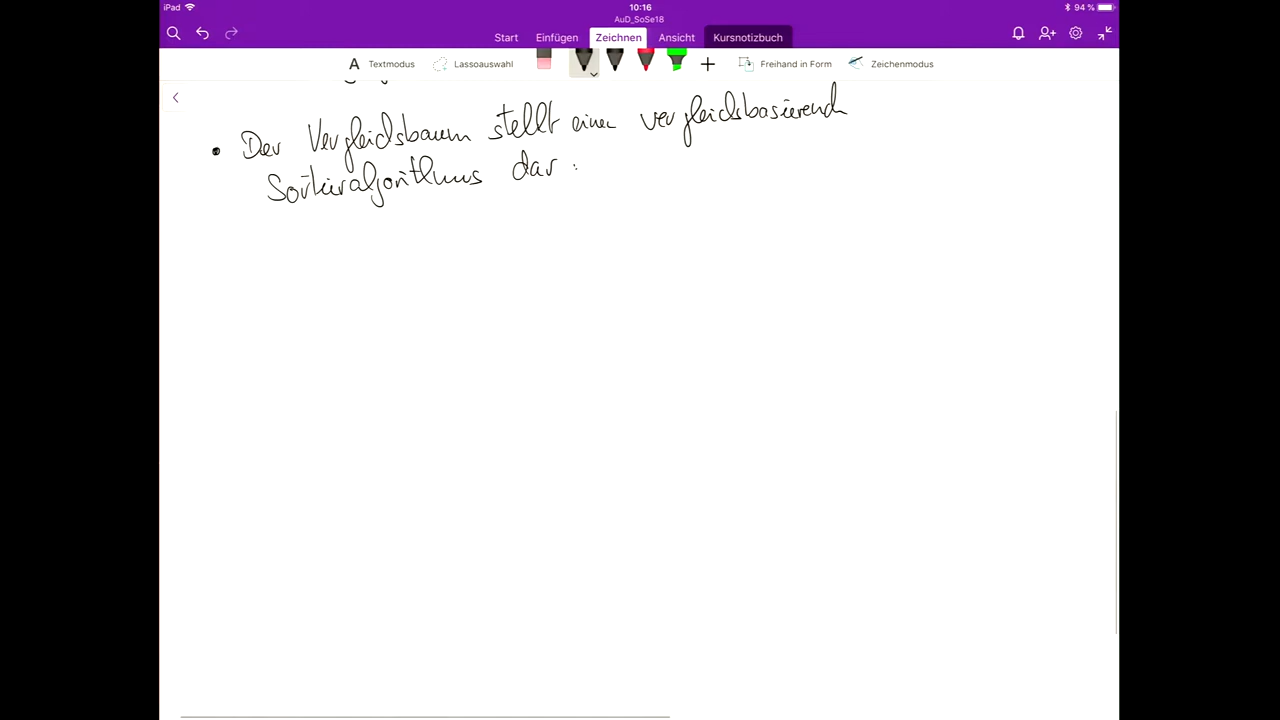 iPad 10:16 94 %
AuD_SoSe18
Start Einfügen Zeichnen Ansicht Kursnotizbuch
Textmodus Lassoauswahl Freihand in Form Zeichenmodus
• Der Vergleichsbaum stellt einen vergleichsbasierend
Sortieralgorithmus dar :